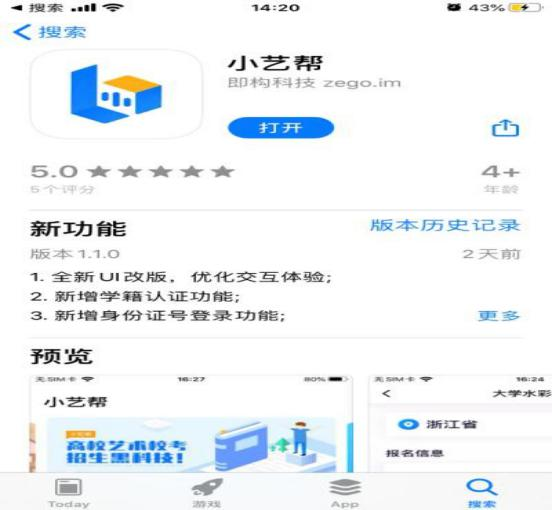 搜索 14:20 43%
搜索
小艺帮
即构科技 zego.im
打开
5.0 4+
5个评分 年龄
新功能 版本历史记录
版本 1.1.0 2 天前
1. 全新 UI 改版，优化交互体验;
2. 新增学籍认证功能;
3. 新增身份证号登录功能; 更多
预览
无 SIM 卡 16:27 80% 无 SIM 卡 16:24
小艺帮 大学水彩
浙江省
高校艺术校考
招生黑科技!
报名信息
Today 游戏 App 搜索